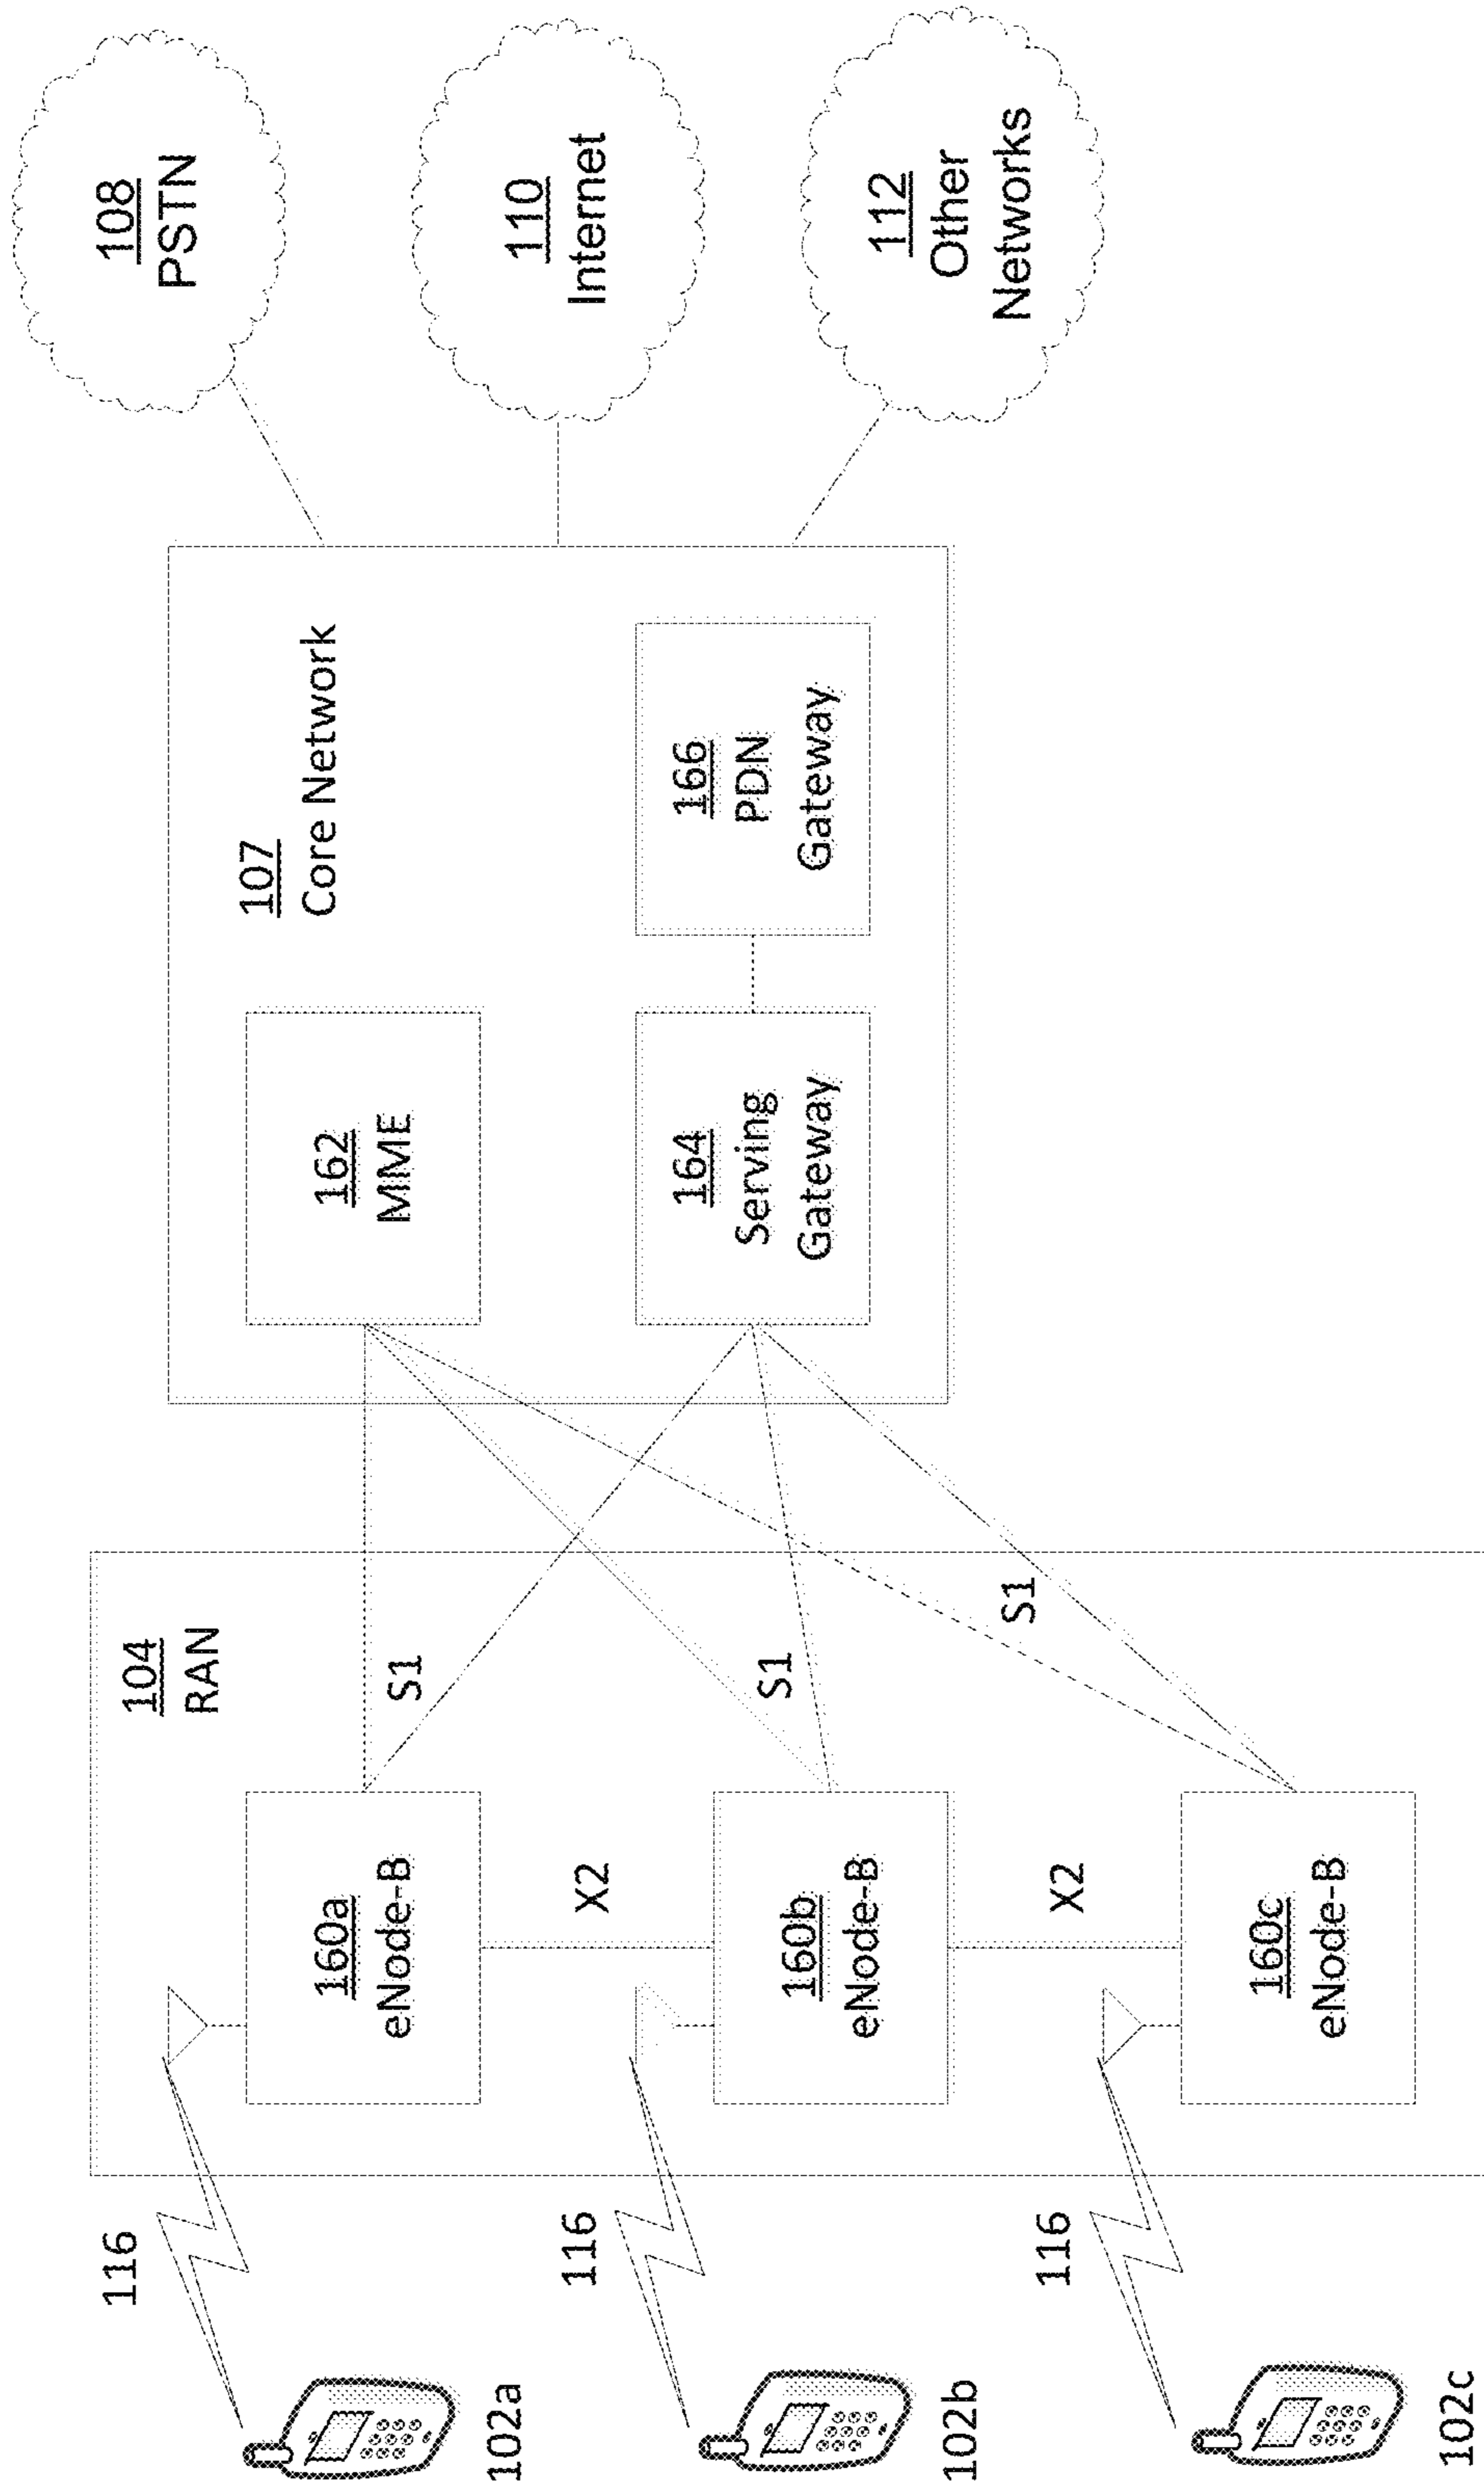 116
102a
116
102b
116
102c
104
RAN
160a
eNode-B
X2
160b
eNode-B
X2
160c
eNode-B
S1
S1
S1
107
Core Network
162
MME
164
Serving
Gateway
166
PDN
Gateway
108
PSTN
110
Internet
112
Other
Networks